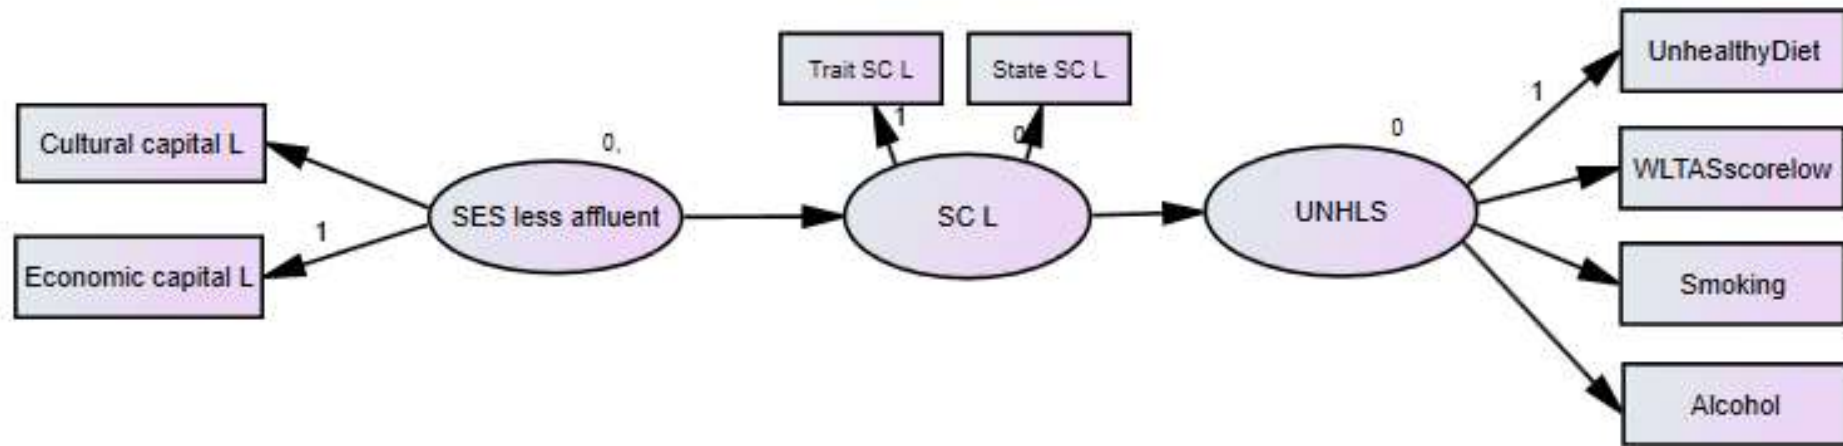 Cultural capital L
Economic capital L
1
0,
SES less affluent
Trait SC L
State SC L
1
0
SC L
0
UNHLS
1
UnhealthyDiet
WLTASscorelow
Smoking
Alcohol